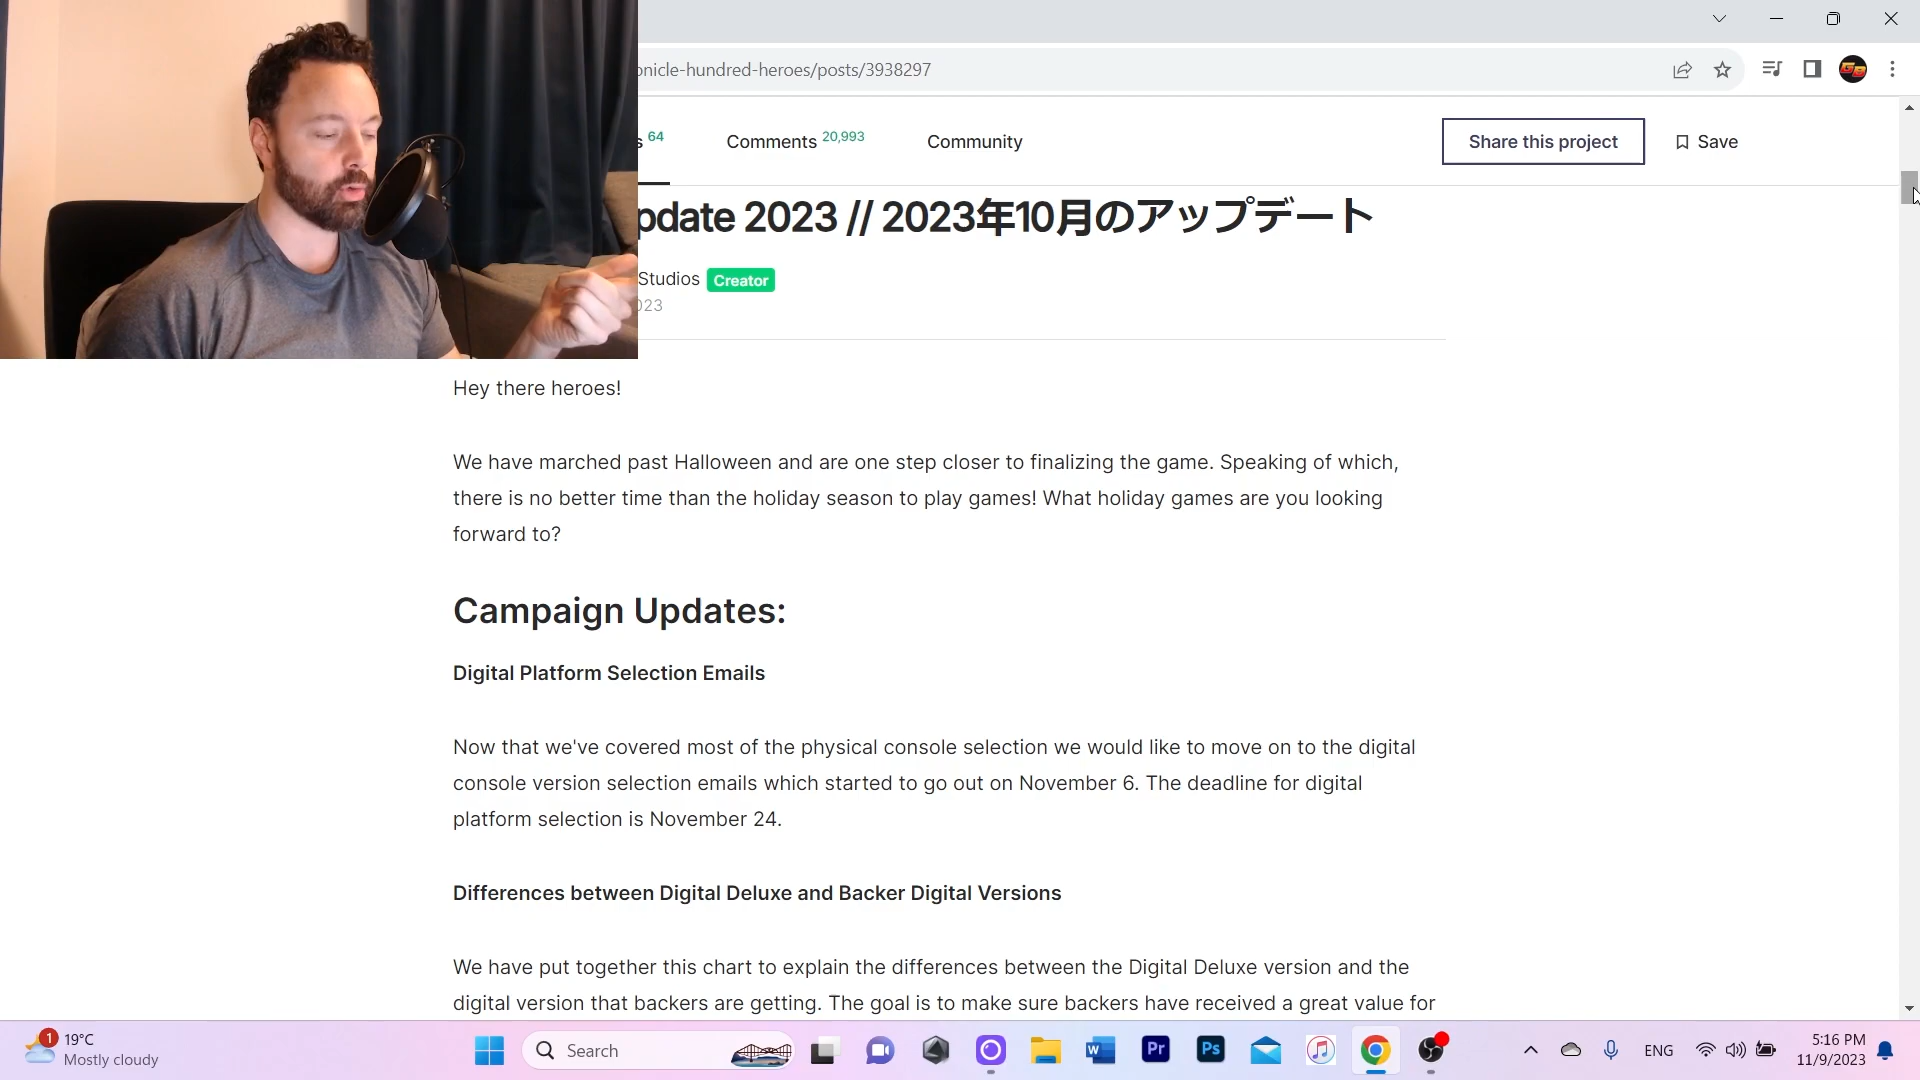 onicle-hundred-heroes/posts/3938297
s 64
Comments 20,993
Community
Share this project
Save
pdate 2023 // 2023年10月のアップデート
Studios Creator
023
Hey there heroes!
We have marched past Halloween and are one step closer to finalizing the game. Speaking of which,
there is no better time than the holiday season to play games! What holiday games are you looking
forward to?
Campaign Updates:
Digital Platform Selection Emails
Now that we've covered most of the physical console selection we would like to move on to the digital
console version selection emails which started to go out on November 6. The deadline for digital
platform selection is November 24.
Differences between Digital Deluxe and Backer Digital Versions
We have put together this chart to explain the differences between the Digital Deluxe version and the
digital version that backers are getting. The goal is to make sure backers have received a great value for
1
19°C
Mostly cloudy
Search
W
Pr
Ps
ENG
5:16 PM
11/9/2023
GB